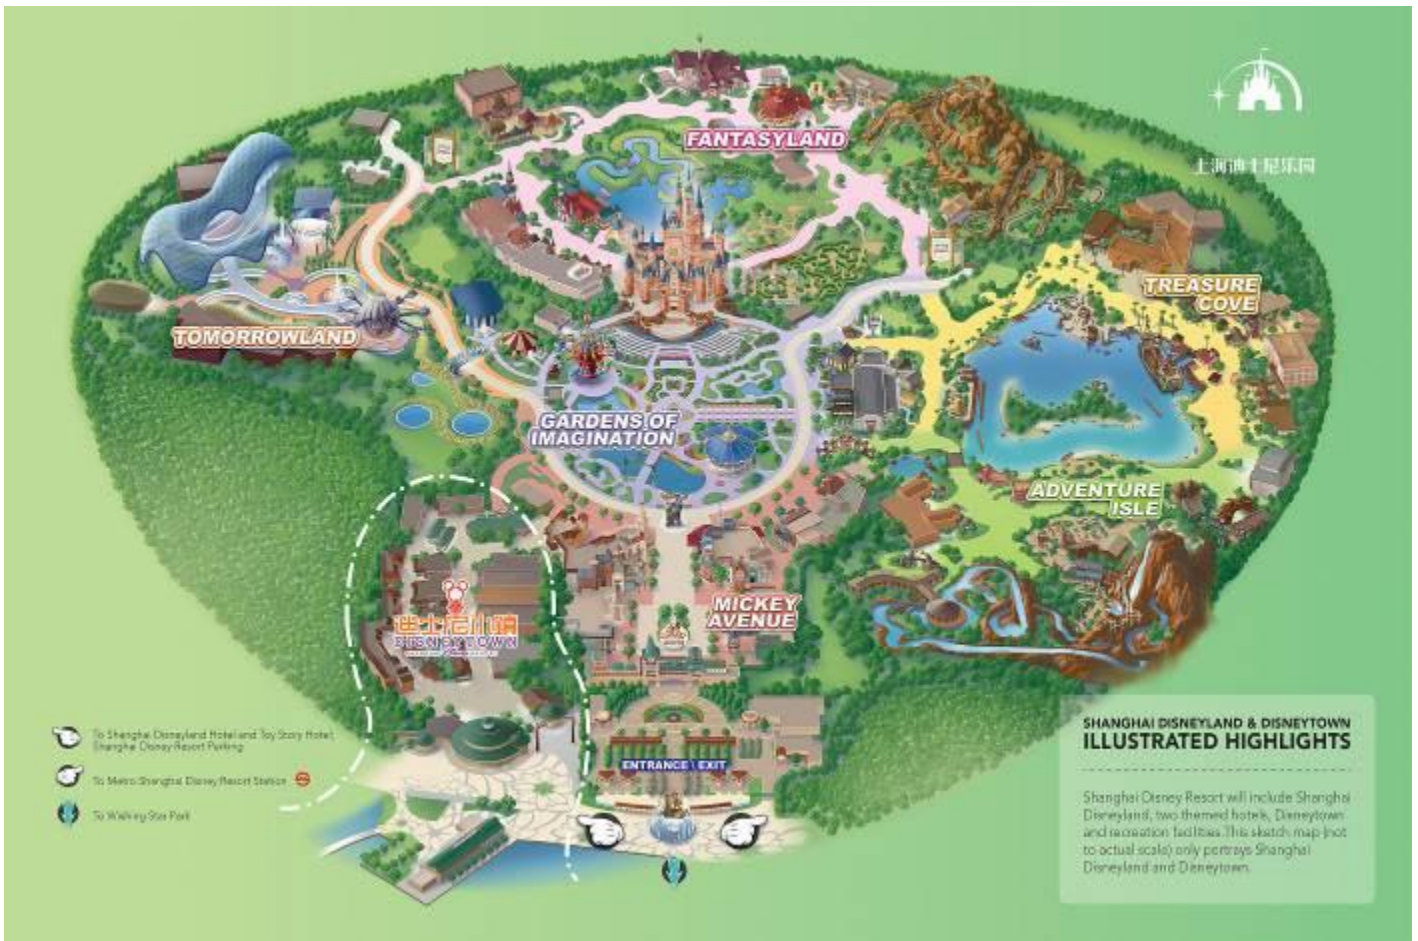 上海迪士尼乐园
FANTASYLAND
TREASURE
COVE
TOMORROWLAND
GARDENS OF
IMAGINATION
ADVENTURE
ISLE
MICKEY
AVENUE
迪士尼小镇
DISNEYTOWN
ENTRANCE EXIT
To Shanghai Disneyland Hotel and Toy Story Hotel,
Shanghai Disney Resort Parking
To Metro Shanghai Disney Resort Station
To Wishing Star Park
SHANGHAI DISNEYLAND & DISNEYTOWN
ILLUSTRATED HIGHLIGHTS
Shanghai Disney Resort will include Shanghai
Disneyland, two themed hotels, Disneytown
and recreation facilities. This sketch map (not
to actual scale) only portrays Shanghai
Disneyland and Disneytown.